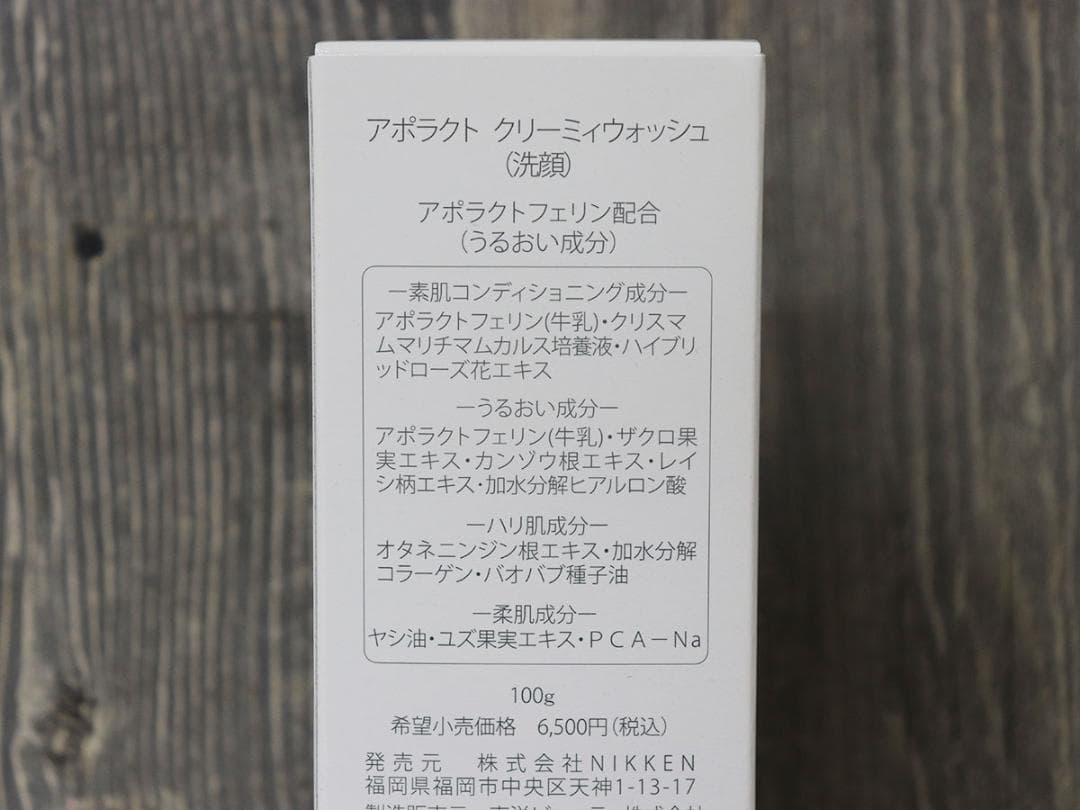 アポラクト クリーミィウォッシュ
（洗顔）
アポラクトフェリン配合
（うるおい成分）
ー素肌コンディショニング成分ー
アポラクトフェリン(牛乳)・クリスマ
ムマリチマムカルス培養液・ハイブリ
ッドローズ花エキス
ーうるおい成分ー
アポラクトフェリン(牛乳)・ザクロ果
実エキス・カンゾウ根エキス・レイ
シ柄エキス・加水分解ヒアルロン酸
ーハリ肌成分ー
オタネニンジン根エキス・加水分解
コラーゲン・バオバブ種子油
ー柔肌成分ー
ヤシ油・ユズ果実エキス・ＰＣＡ－Na
100g
希望小売価格　6,500円（税込）
発売元　株式会社NIKKEN
福岡県福岡市中央区天神1-13-17